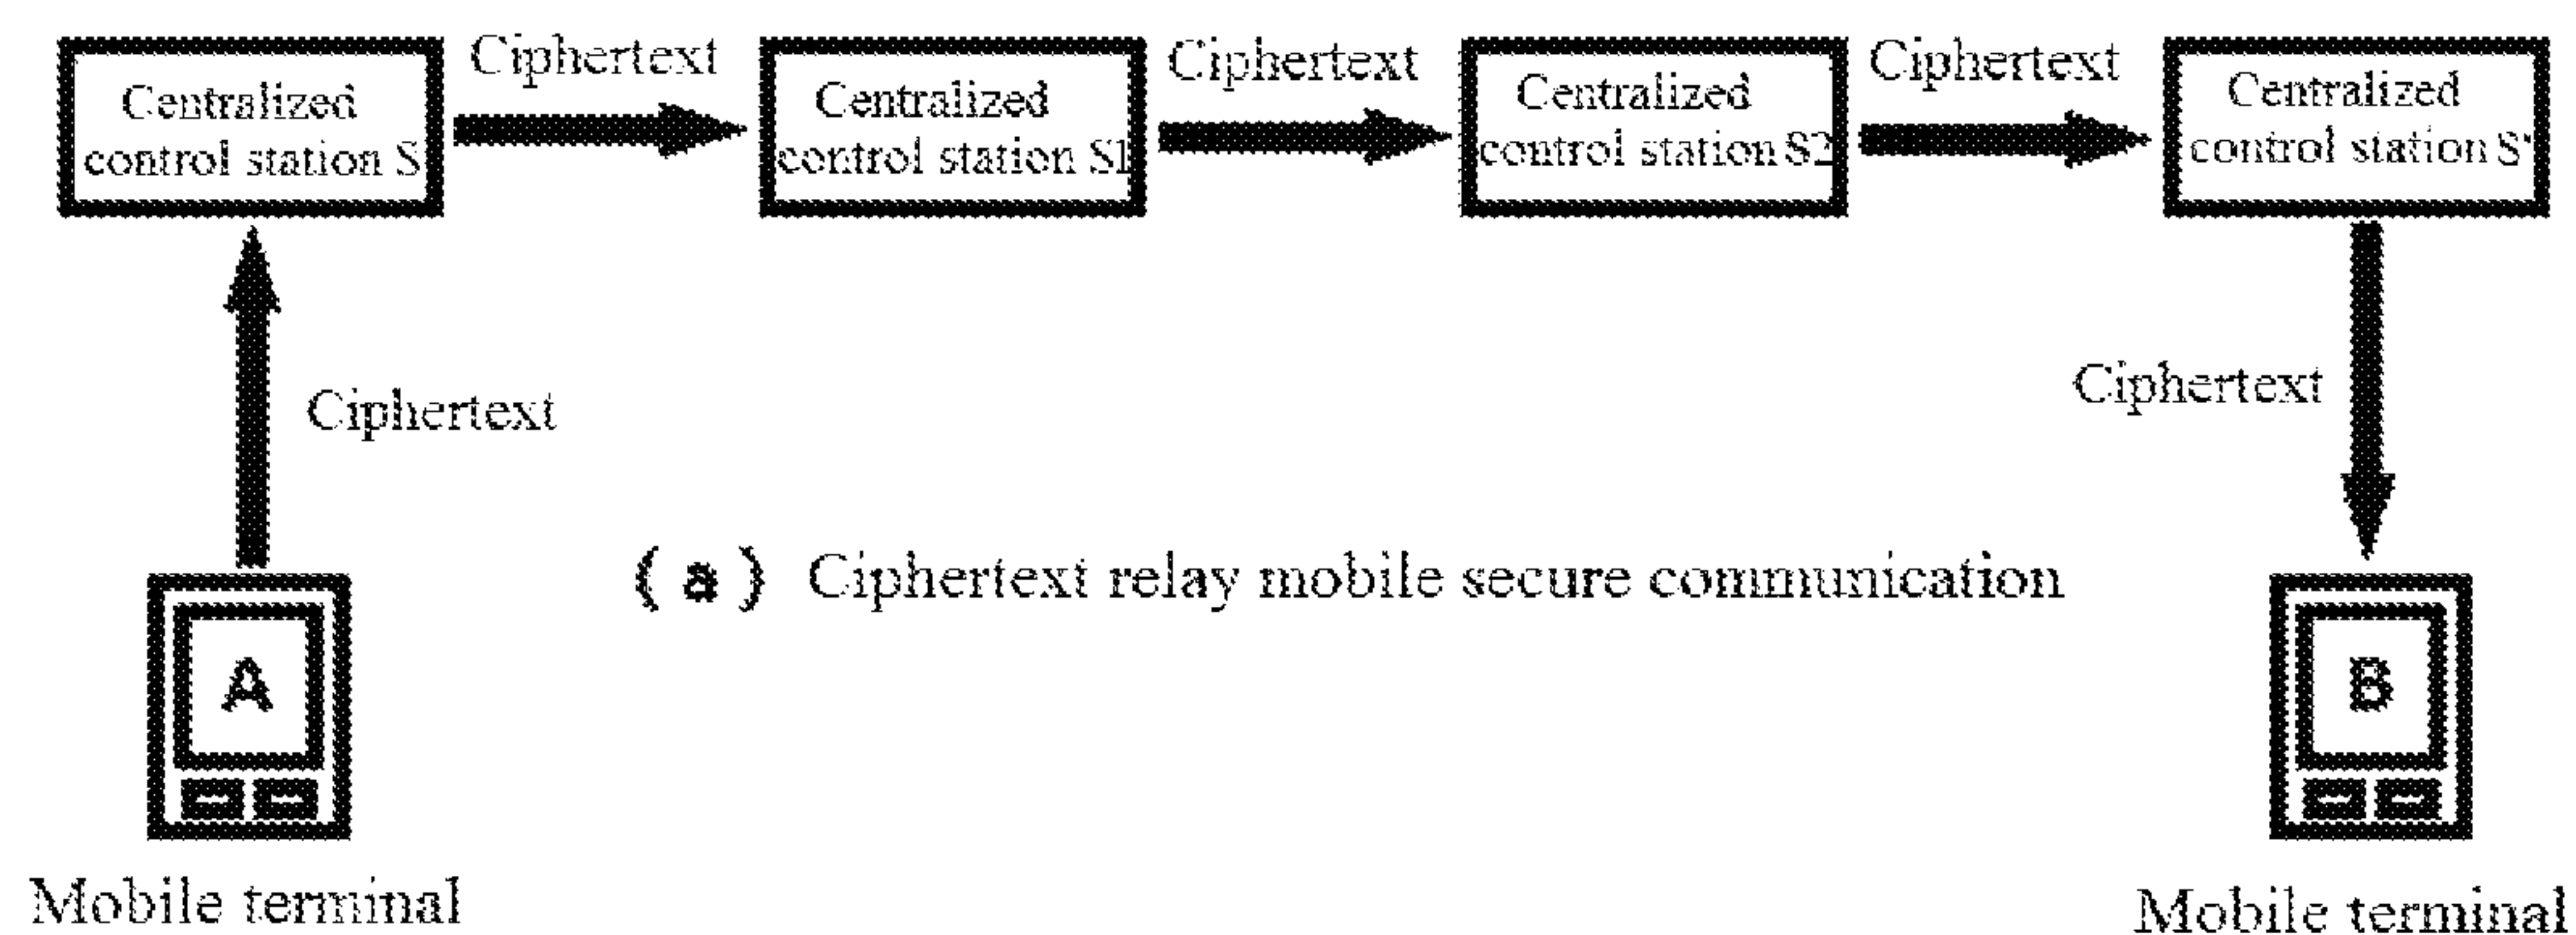 Ciphertext
Ciphertext
Ciphertext
Centralized
control station S
Centralized
control station S1
Centralized
control station S2
Centralized
control station S'
Ciphertext
Ciphertext
(a) Ciphertext relay mobile secure communication
A
B
Mobile terminal
Mobile terminal